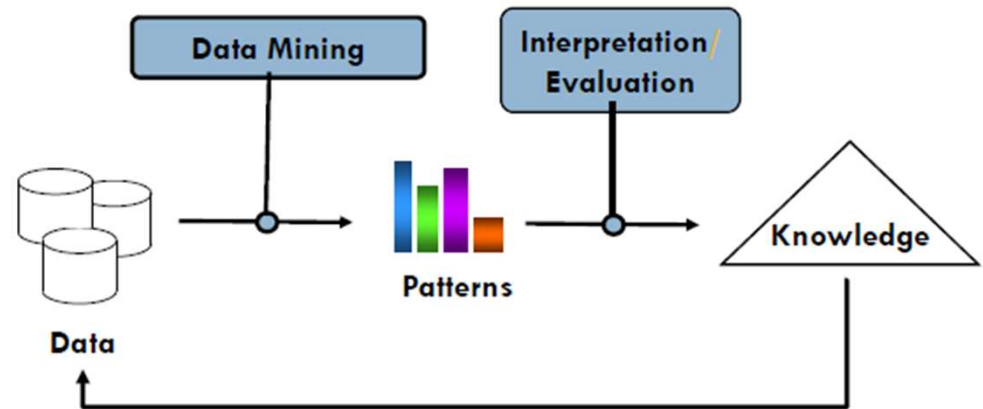 Data Mining
Interpretation/
Evaluation
Knowledge
Patterns
Data